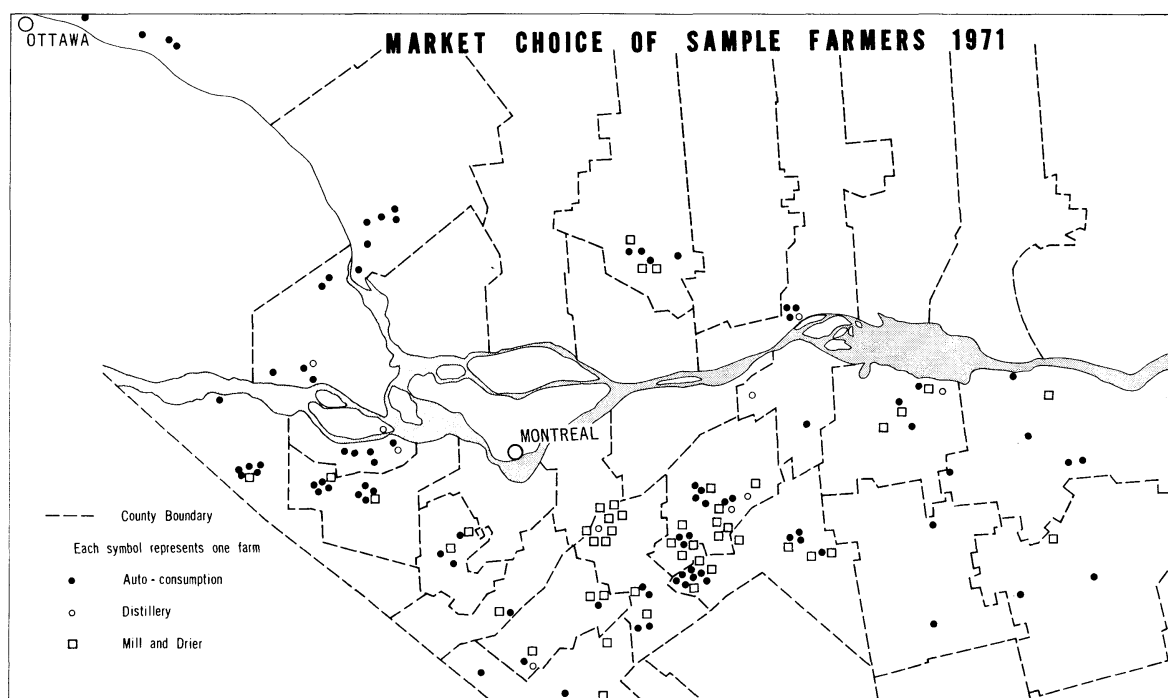 MARKET CHOICE OF SAMPLE FARMERS 1971
OTTAWA
MONTREAL
County Boundary
Each symbol represents one farm
Auto - consumption
Distillery
Mill and Drier